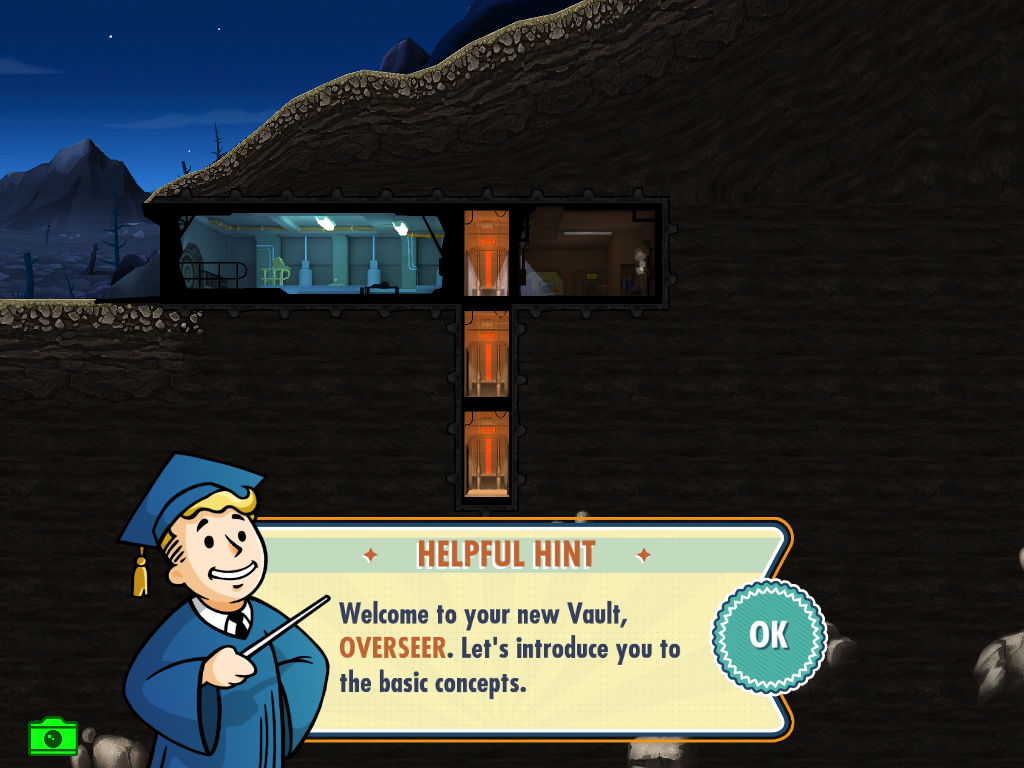 HELPFUL HINT
Welcome to your new Vault,
OVERSEER. Let's introduce you to
the basic concepts.
OK